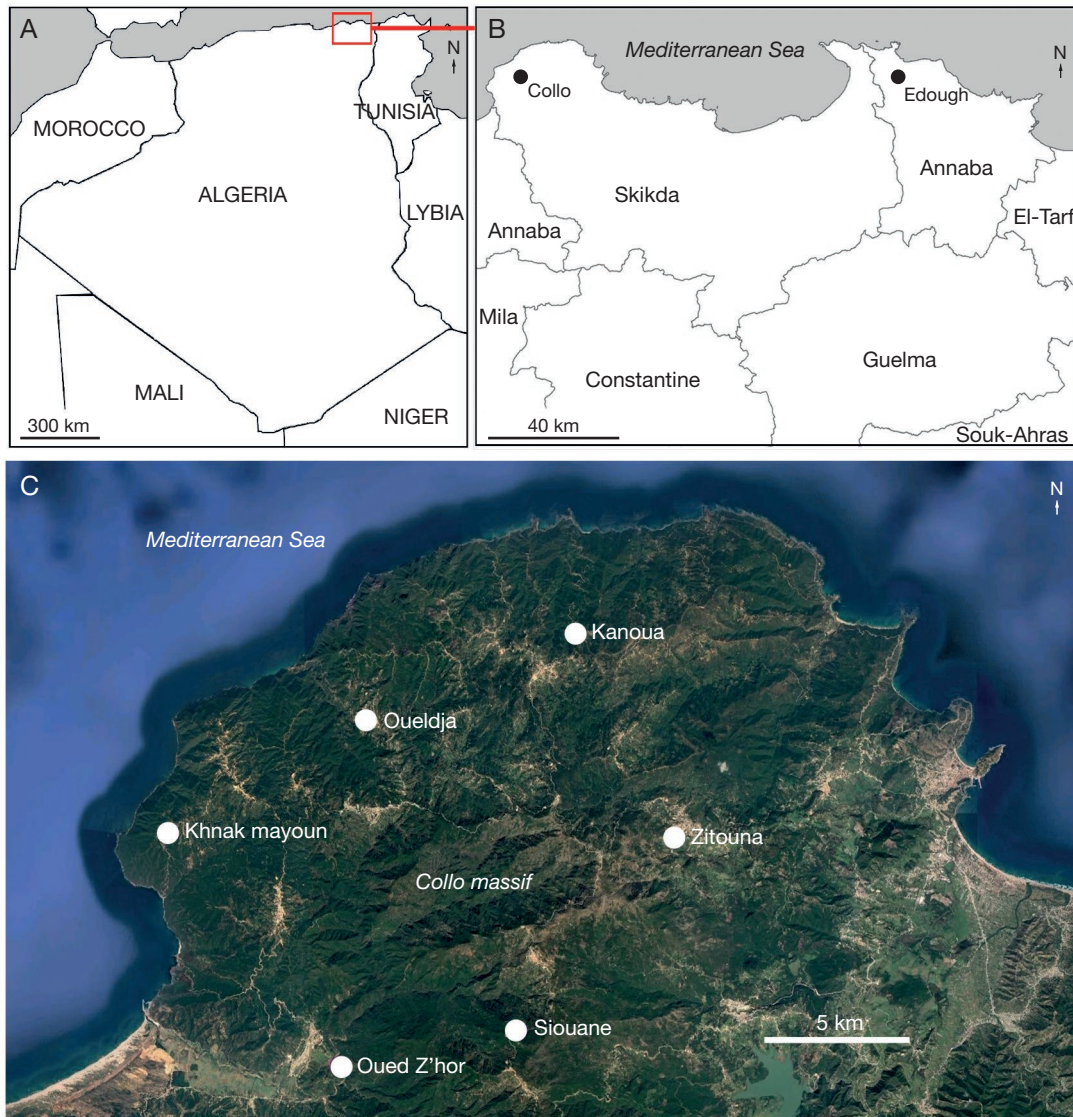 A
N
MOROCCO
TUNISIA
ALGERIA
LYBIA
MALI
NIGER
300 km
B
Mediterranean Sea
N
Collo
Edough
Annaba
Skikda
El-Tarf
Annaba
Mila
Guelma
Constantine
40 km
Souk-Ahras
C
N
Mediterranean Sea
Kanoua
Oueldja
Khnak mayoun
Zitouna
Collo massif
5 km
Siouane
Oued Z'hor